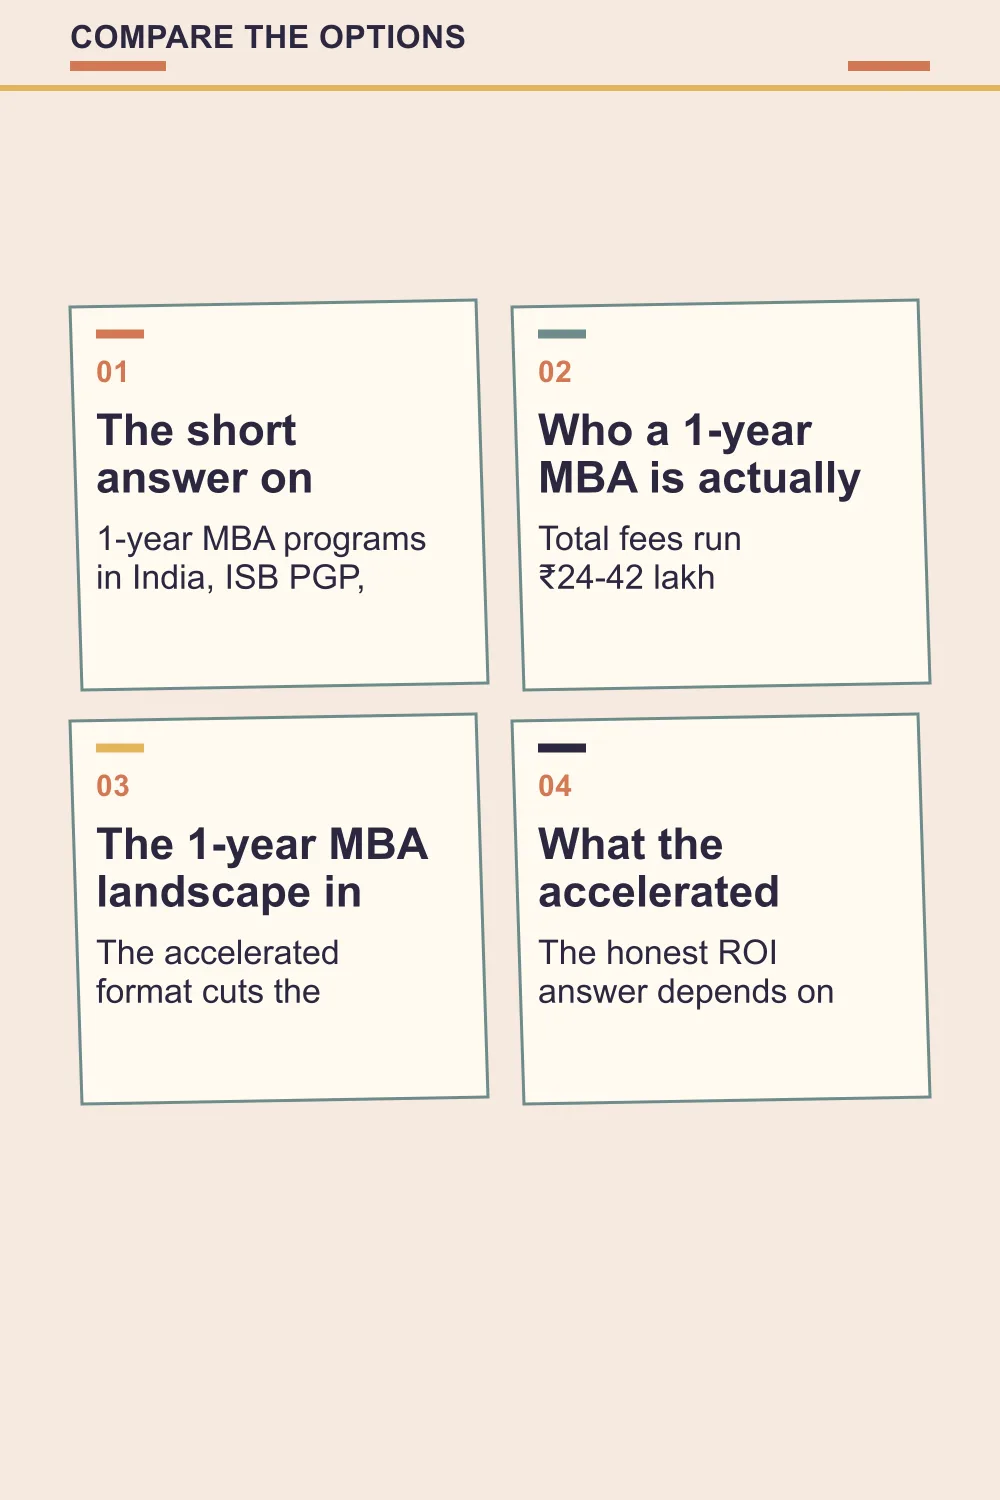 COMPARE THE OPTIONS
01
The short
answer on
1-year MBA programs
in India, ISB PGP,
02
Who a 1-year
MBA is actually
Total fees run
₹24-42 lakh
03
The 1-year MBA
landscape in
The accelerated
format cuts the
04
What the
accelerated
The honest ROI
answer depends on